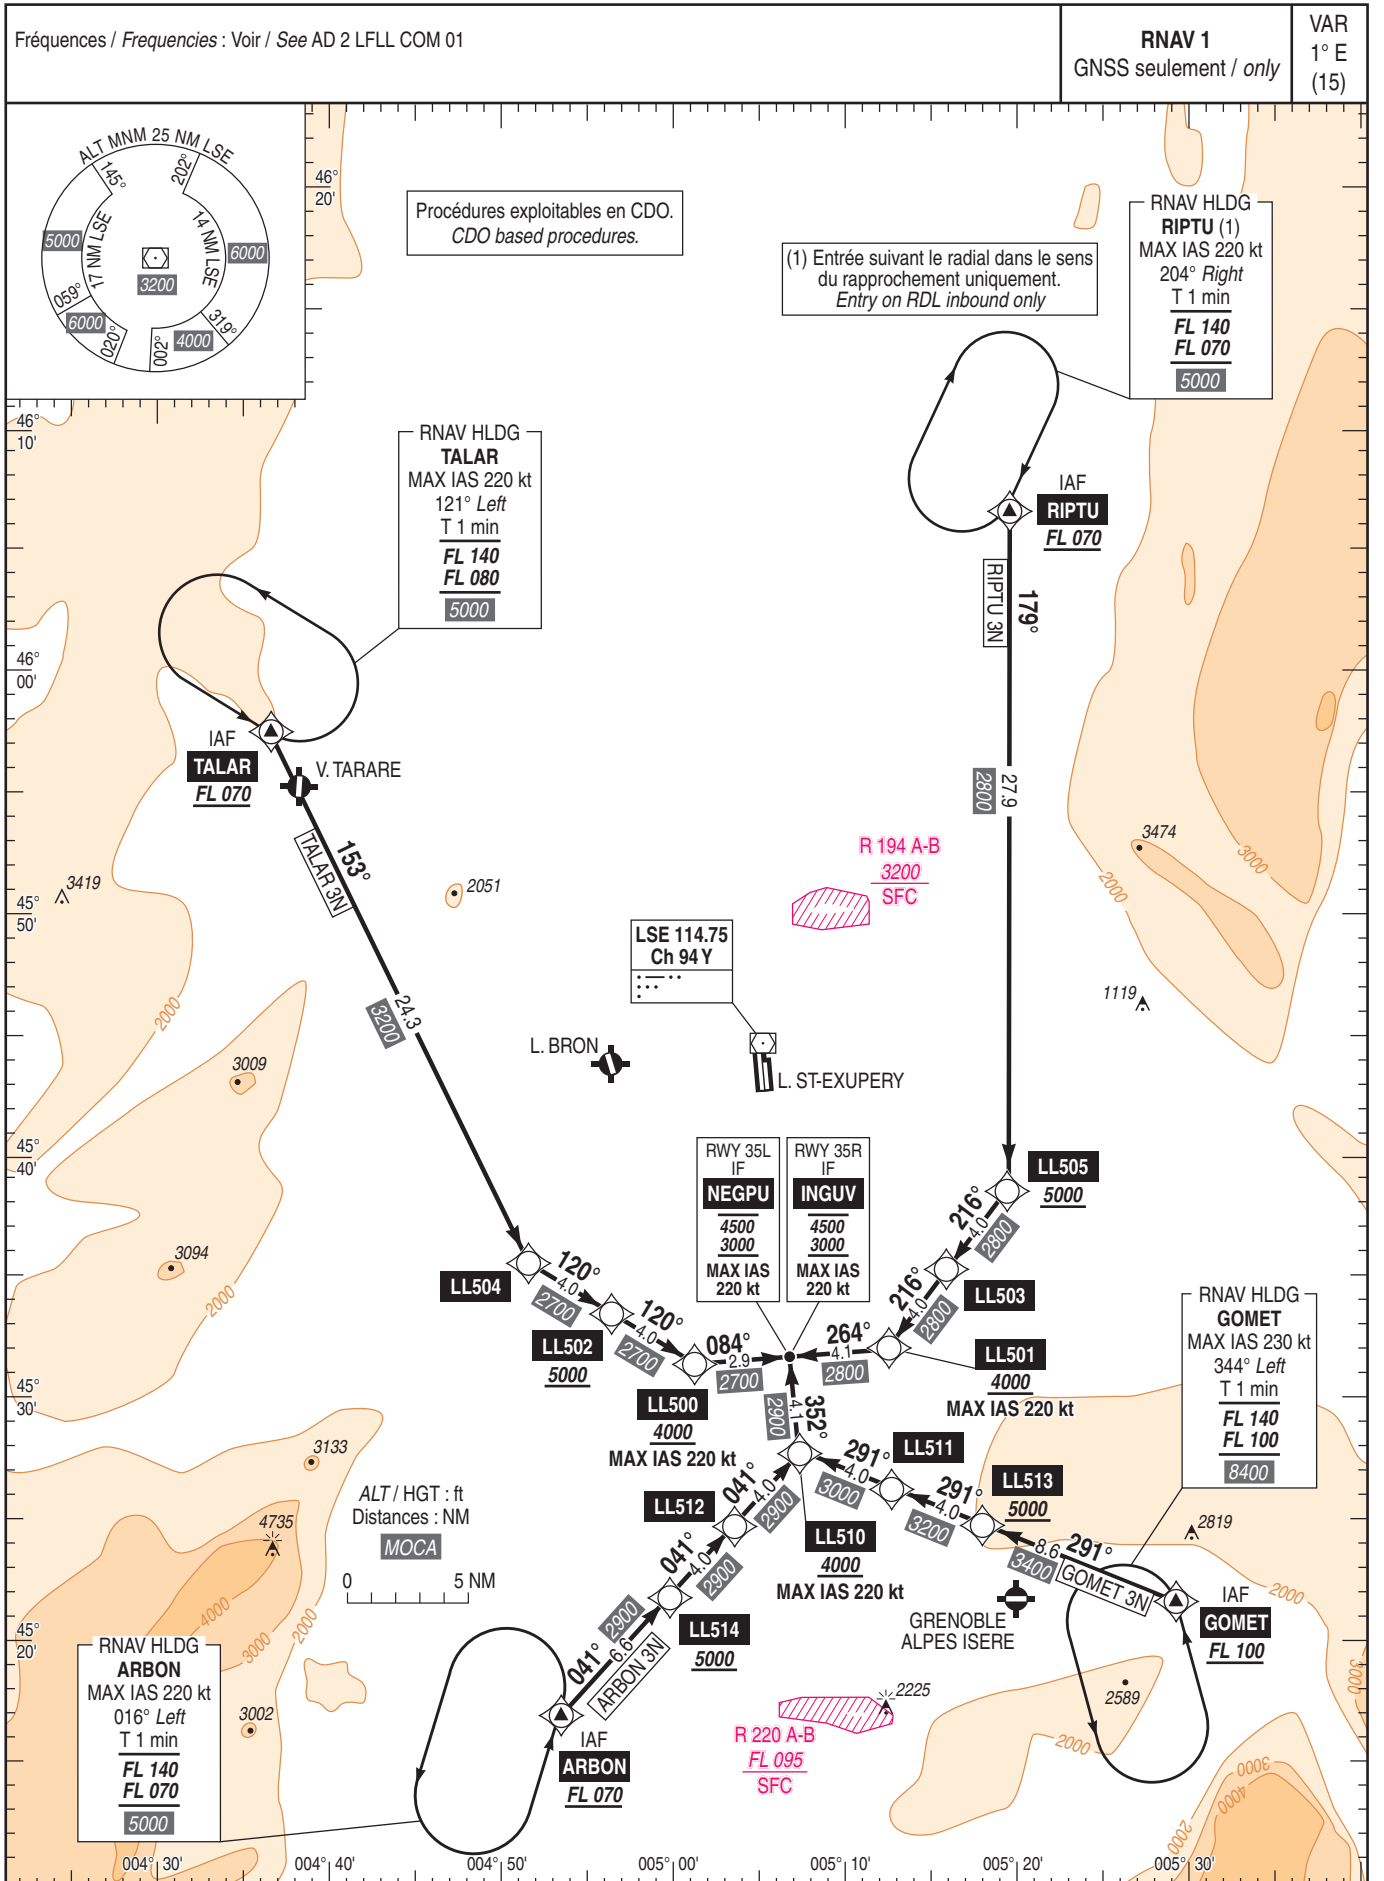 Fréquences / Frequencies : Voir / See AD 2 LFLL COM 01
RNAV 1
GNSS seulement / only
VAR
1° E
(15)
ALT MNM 25 NM LSE
145°
202°
17 NM LSE
14 NM LSE
5000
6000
3200
059°
6000
020°
002°
4000
319°
46°
20'
Procédures exploitables en CDO.
CDO based procedures.
(1) Entrée suivant le radial dans le sens
du rapprochement uniquement.
Entry on RDL inbound only
RNAV HLDG
RIPTU (1)
MAX IAS 220 kt
204° Right
T 1 min
FL 140
FL 070
5000
46°
10'
RNAV HLDG
TALAR
MAX IAS 220 kt
121° Left
T 1 min
FL 140
FL 080
5000
IAF
RIPTU
FL 070
RIPTU 3N
179°
46°
00'
IAF
TALAR
FL 070
V. TARARE
TALAR 3N
153°
2800
27.9
R 194 A-B
3200
SFC
3474
3000
2000
3419
2051
45°
50'
LSE 114.75
Ch 94 Y
1119
2000
24.3
3200
L. BRON
L. ST-EXUPERY
3009
45°
40'
RWY 35L
IF
NEGPU
4500
3000
MAX IAS
220 kt
RWY 35R
IF
INGUV
4500
3000
MAX IAS
220 kt
LL505
5000
216°
4.0
2800
3094
2000
LL504
120°
4.0
2700
LL503
216°
4.0
2800
LL502
5000
120°
4.0
2700
084°
2.9
2700
264°
4.1
2800
LL501
4000
MAX IAS 220 kt
RNAV HLDG
GOMET
MAX IAS 230 kt
344° Left
T 1 min
FL 140
FL 100
8400
45°
30'
LL500
4000
MAX IAS 220 kt
2900
4.1
352°
3133
291°
4.0
3000
LL511
LL513
5000
291°
4.0
3200
ALT / HGT : ft
Distances : NM
MOCA
0 5 NM
4735
LL512
041°
4.0
2900
LL510
4000
MAX IAS 220 kt
2819
8.6
291°
3400
GOMET 3N
041°
4.0
2900
4000
3000
2000
GRENOBLE
ALPES ISERE
IAF
GOMET
FL 100
2000
3000
45°
20'
LL514
5000
2900
041°
6.6
ARBON 3N
RNAV HLDG
ARBON
MAX IAS 220 kt
016° Left
T 1 min
FL 140
FL 070
5000
3002
IAF
ARBON
FL 070
R 220 A-B
FL 095
SFC
2225
2589
2000
3000
4000
2000
004° 30'
004° 40'
004° 50'
005° 00'
005° 10'
005° 20'
005° 30'